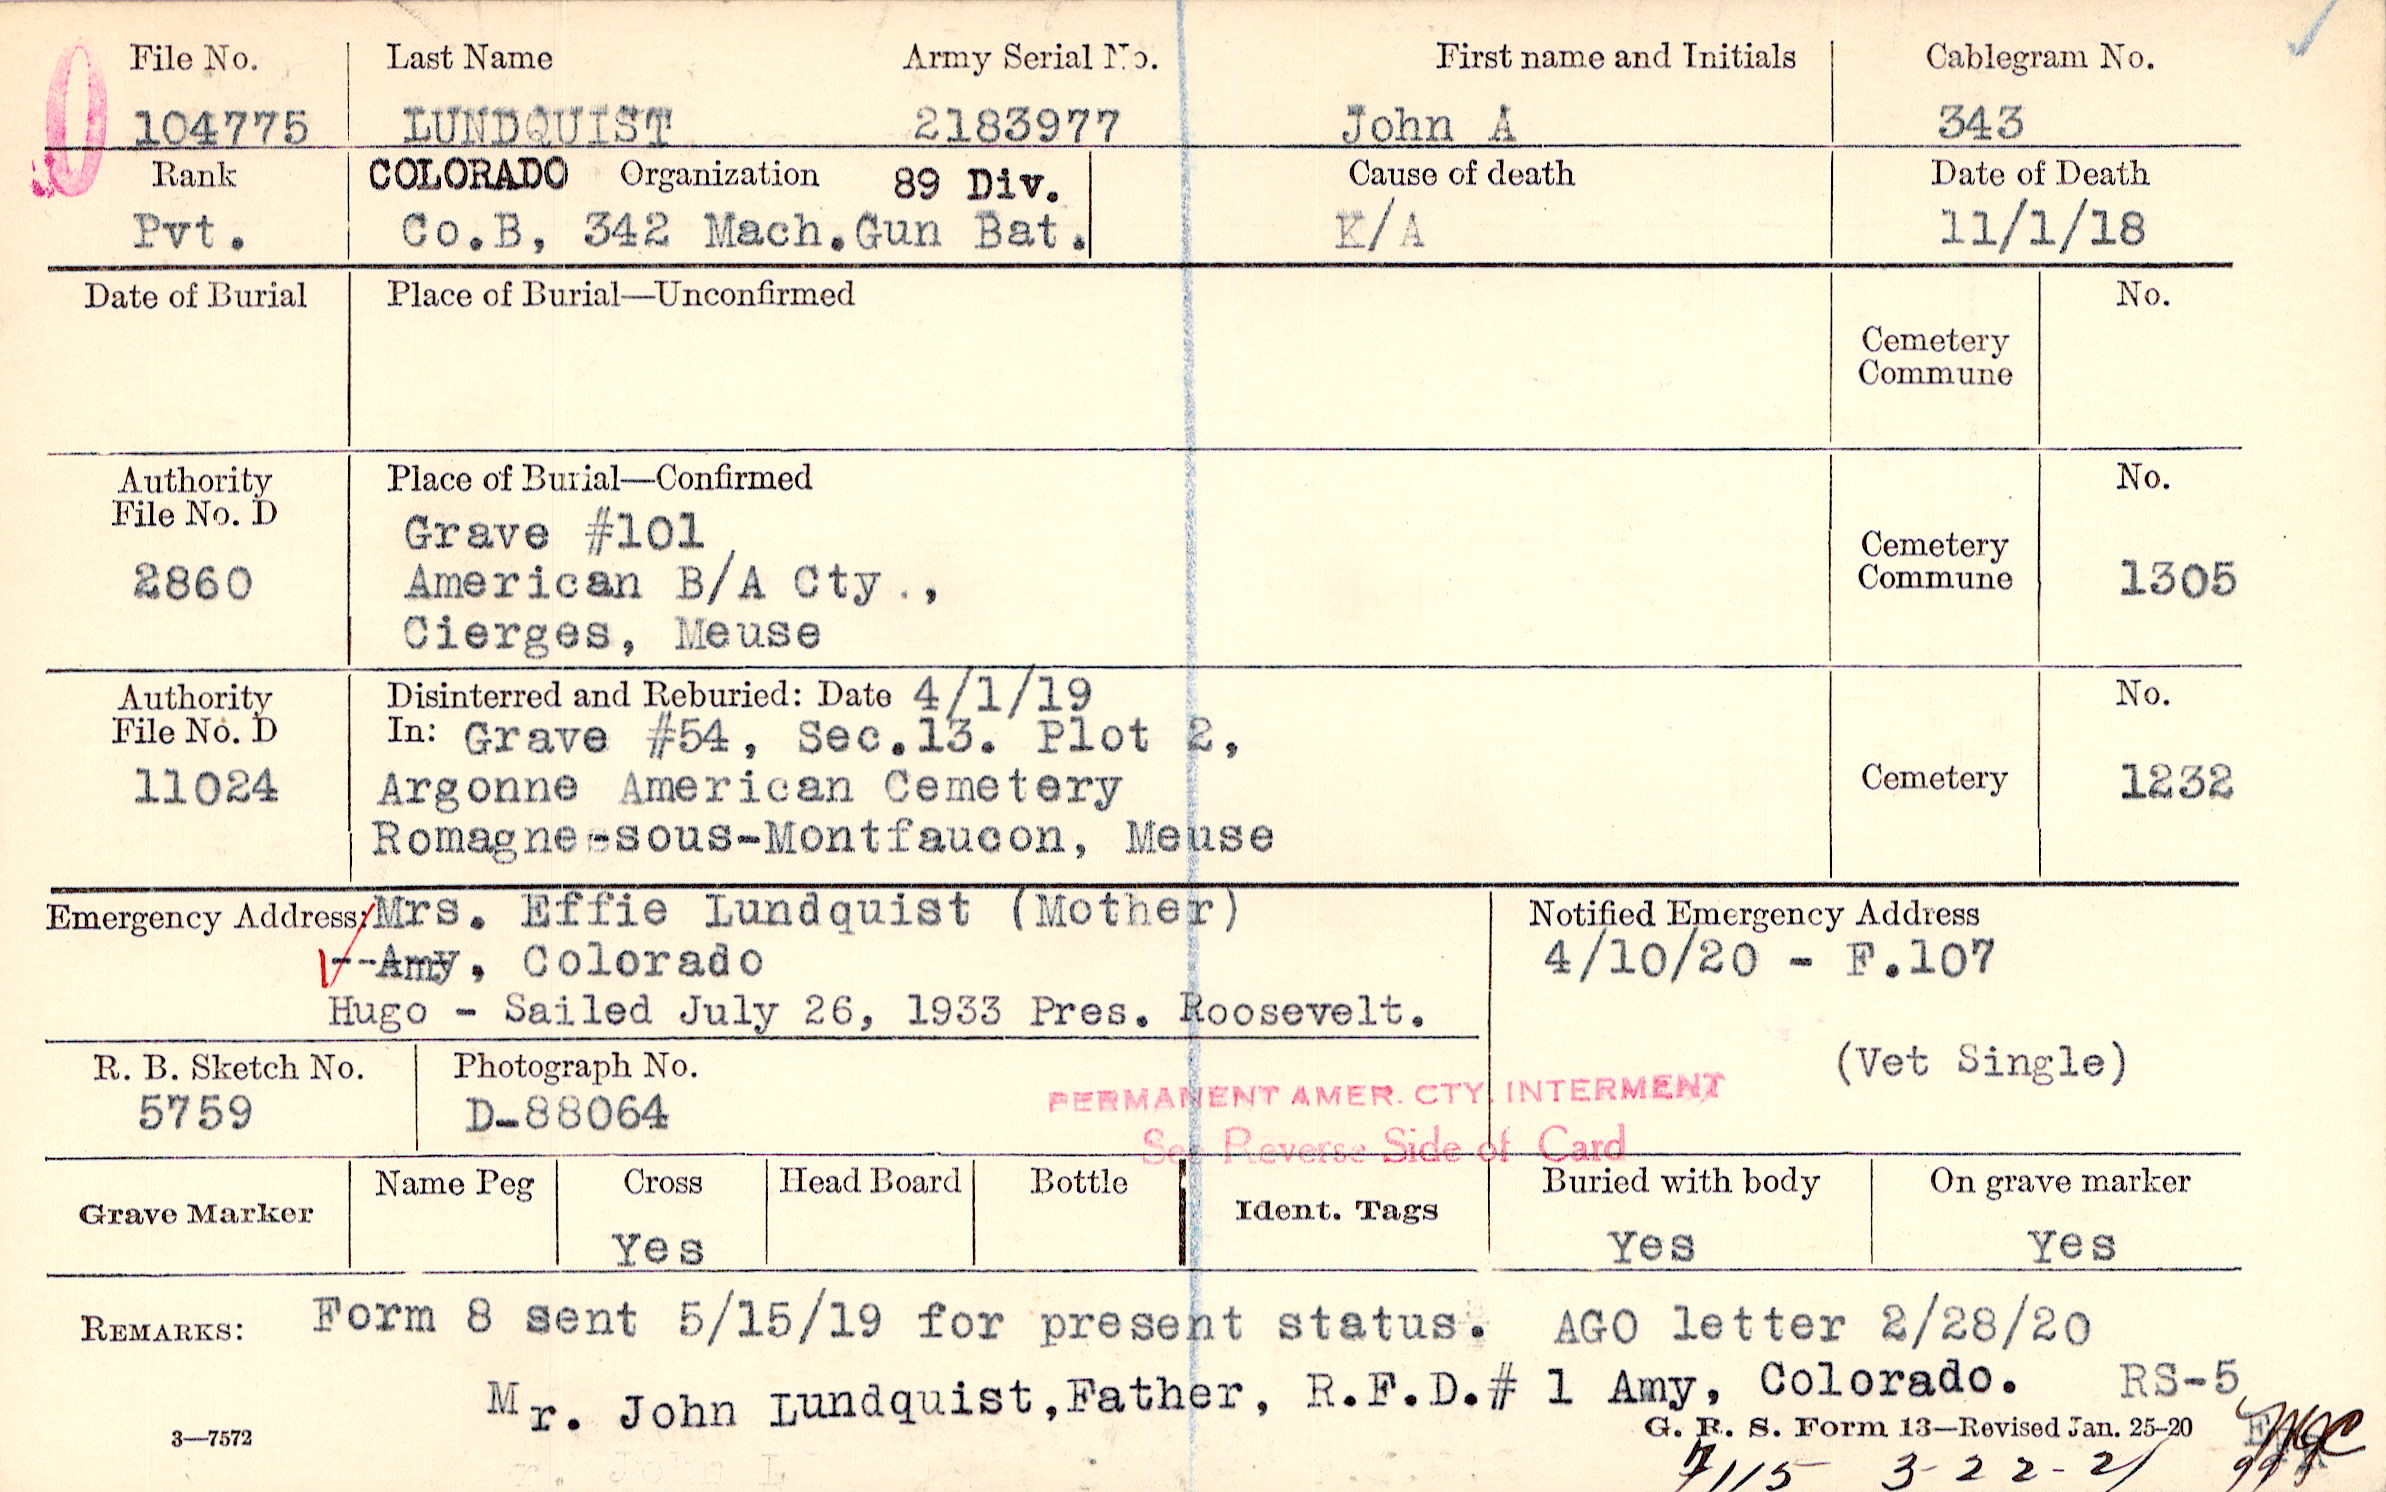 File No. Last Name Army Serial No. First name and Initials Cablegram No.
104775 LUNDQUIST 2183977 John A 343
Rank COLORADO Organization 89 Div. Cause of death Date of Death
Pvt. Co.B, 342 Mach.Gun Bat. K/A 11/1/18
Date of Burial Place of Burial—Unconfirmed No.
Cemetery
Commune
Authority Place of Burial—Confirmed No.
File No. D
Grave #101
Cemetery
2860 American B/A Cty ., Commune 1305
Cierges, Meuse
Authority Disinterred and Reburied: Date 4/1/19 No.
File No. D In: Grave #54, Sec.13. Plot 2,
11024 Argonne American Cemetery Cemetery 1232
Romagne-sous-Montfaucon, Meuse
Emergency Address: Mrs. Effie Lundquist (Mother) Notified Emergency Address
--Amy, Colorado 4/10/20 - F.107
Hugo - Sailed July 26, 1933 Pres. Roosevelt.
R. B. Sketch No. Photograph No. (Vet Single)
5759 D-88064 PERMANENT AMER. CTY. INTERMENT
See Reverse Side of Card
Grave Marker Name Peg Cross Head Board Bottle Ident. Tags Buried with body On grave marker
Yes Yes Yes
REMARKS: Form 8 sent 5/15/19 for present status. AGO letter 2/28/20
Mr. John Lundquist,Father, R.F.D.# 1 Amy, Colorado. RS-5
3—7572 G. R. S. Form 13—Revised Jan. 25-20
3-22-21